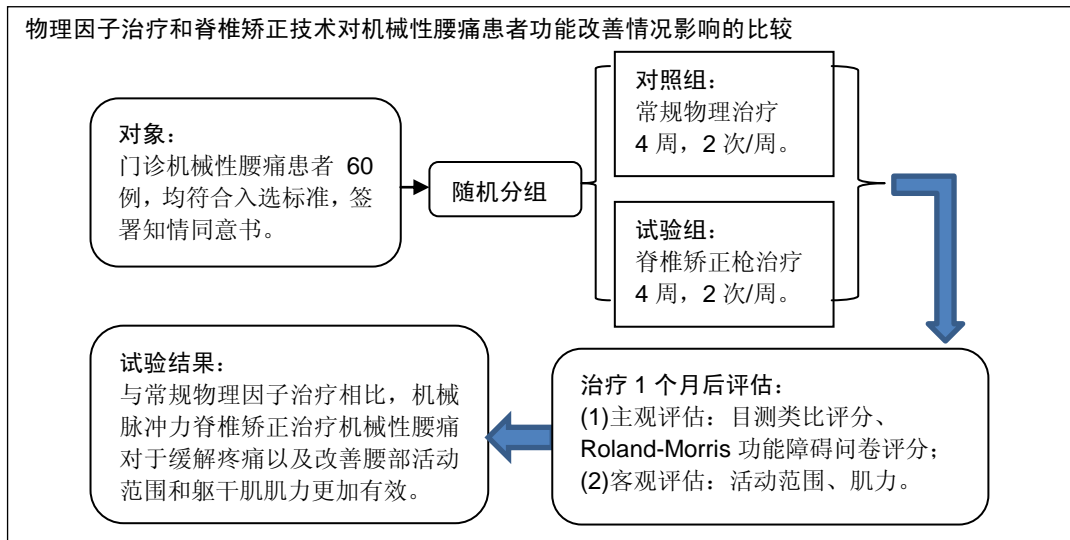 物理因子治疗和脊椎矫正技术对机械性腰痛患者功能改善情况影响的比较
对象：
门诊机械性腰痛患者 60
例，均符合入选标准，签
署知情同意书。
随机分组
对照组：
常规物理治疗
4 周，2 次/周。
试验组：
脊椎矫正枪治疗
4 周，2 次/周。
治疗 1 个月后评估：
(1)主观评估：目测类比评分、
Roland-Morris 功能障碍问卷评分；
(2)客观评估：活动范围、肌力。
试验结果：
与常规物理因子治疗相比，机械
脉冲力脊椎矫正治疗机械性腰痛
对于缓解疼痛以及改善腰部活动
范围和躯干肌肌力更加有效。